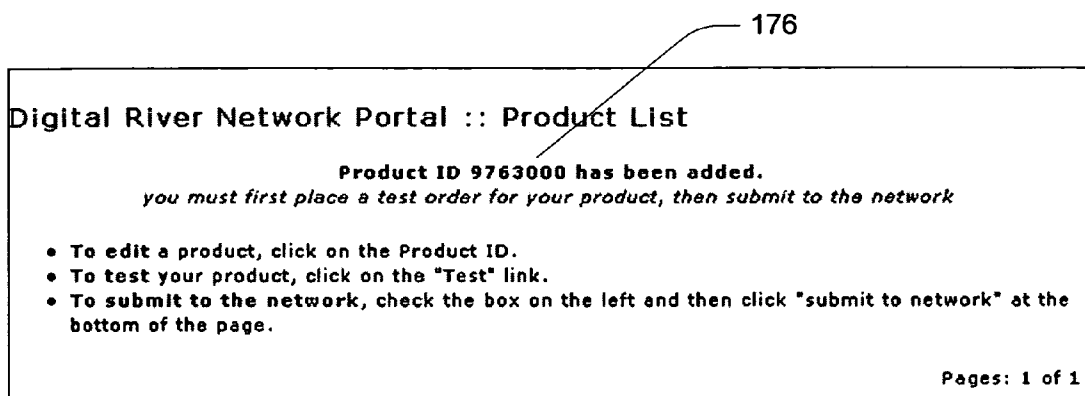 176
Digital River Network Portal :: Product List
Product ID 9763000 has been added.
you must first place a test order for your product, then submit to the network
• To edit a product, click on the Product ID.
• To test your product, click on the "Test" link.
• To submit to the network, check the box on the left and then click "submit to network" at the
bottom of the page.
Pages: 1 of 1